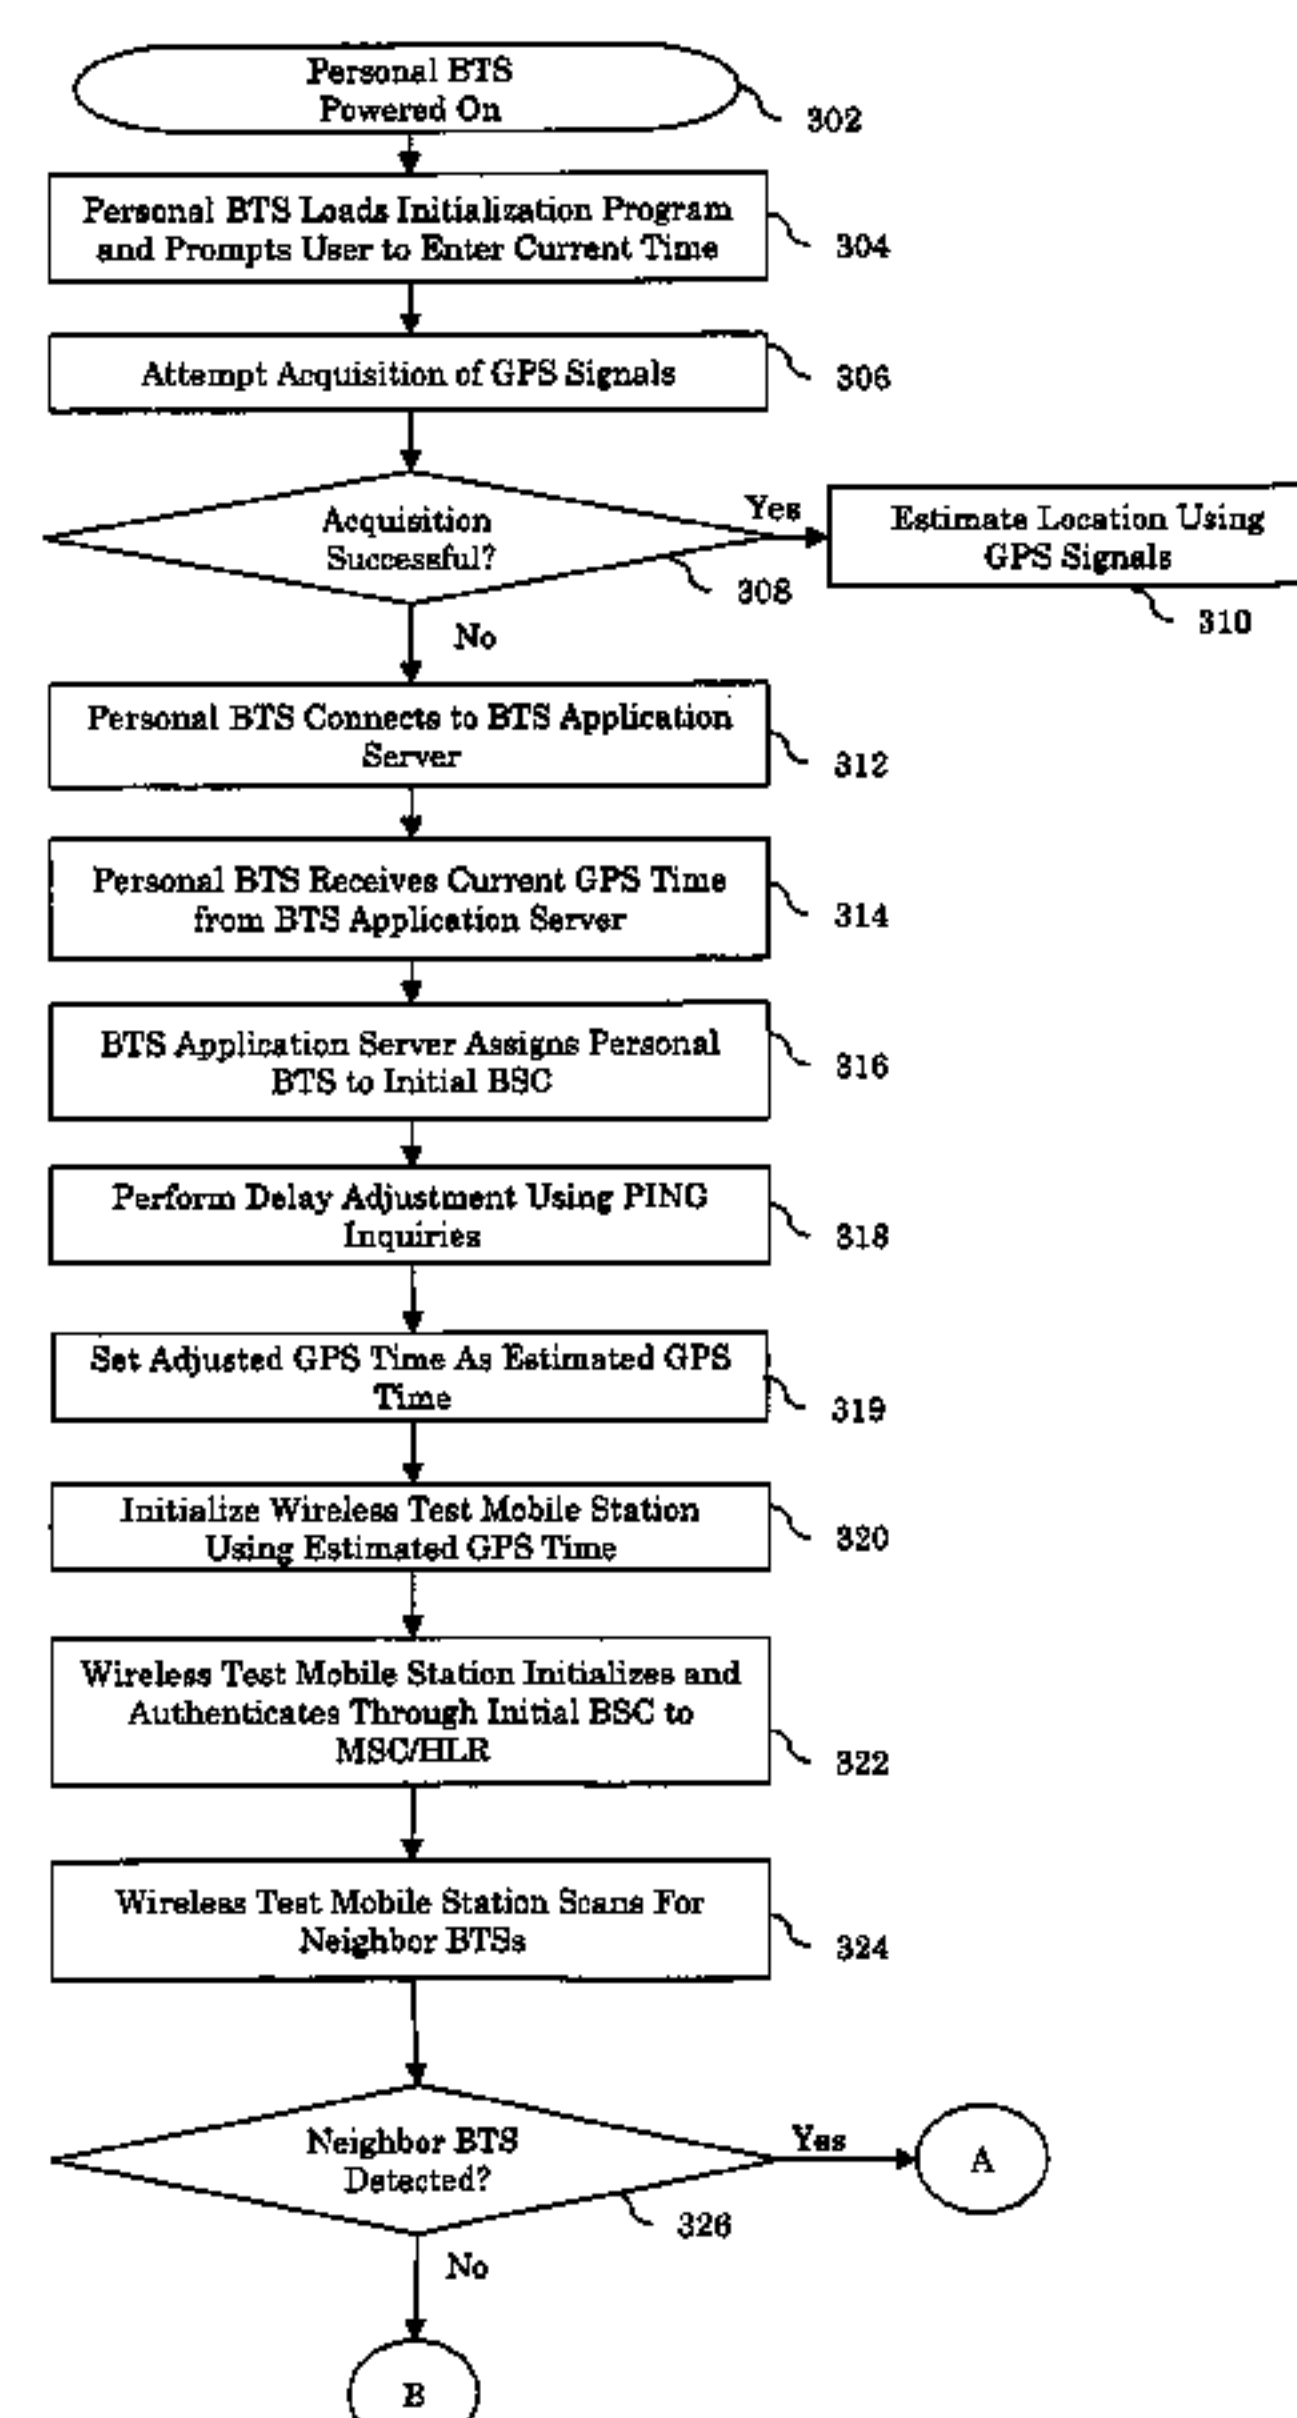 Personal BTS
Powered On
302
Personal BTS Loads Initialization Program
and Prompts User to Enter Current Time
304
Attempt Acquisition of GPS Signals
306
Acquisition
Successful?
308
Yes
Estimate Location Using
GPS Signals
310
No
Personal BTS Connects to BTS Application
Server
312
Personal BTS Receives Current GPS Time
from BTS Application Server
314
BTS Application Server Assigns Personal
BTS to Initial BSC
316
Perform Delay Adjustment Using PING
Inquiries
318
Set Adjusted GPS Time As Estimated GPS
Time
319
Initialize Wireless Test Mobile Station
Using Estimated GPS Time
320
Wireless Test Mobile Station Initializes and
Authenticates Through Initial BSC to
MSC/HLR
322
Wireless Test Mobile Station Scans For
Neighbor BTSs
324
Neighbor BTS
Detected?
326
Yes
A
No
B